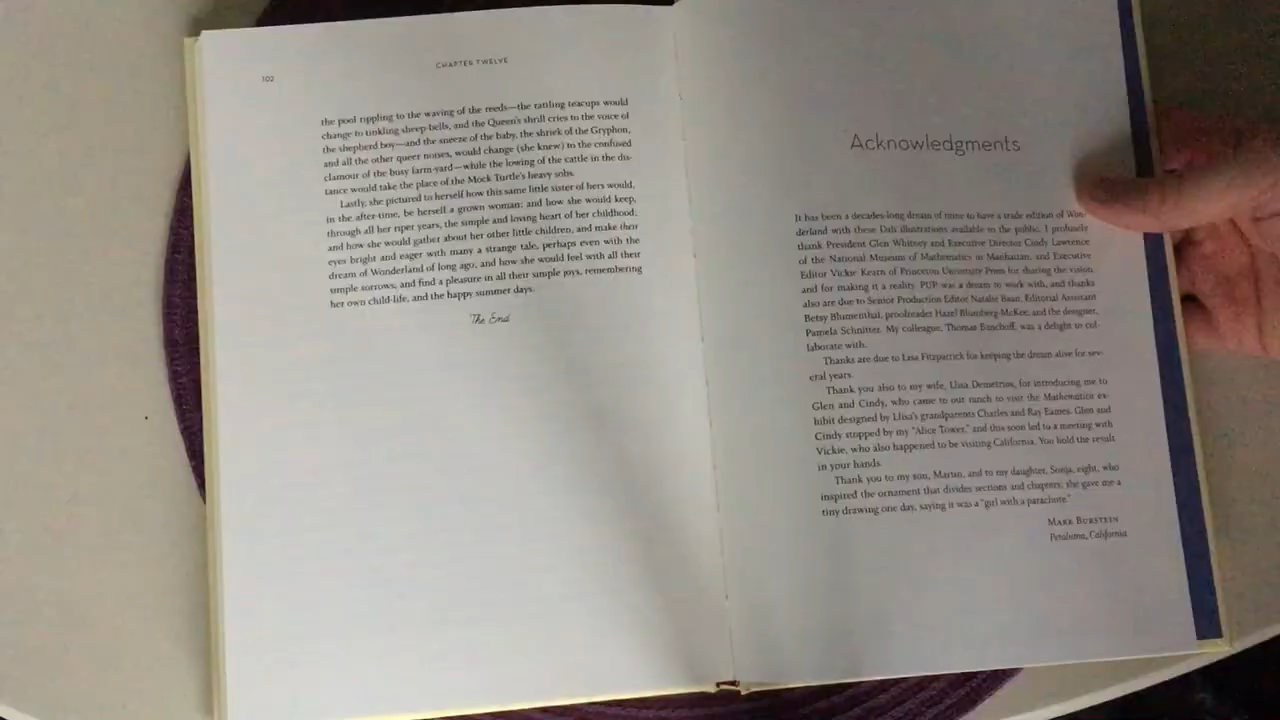 102
CHAPTER TWELVE
the pool rippling to the waving of the reeds—the rattling teacups would
change to tinkling sheep-bells, and the Queen's shrill cries to the voice of
the shepherd boy—and the sneeze of the baby, the shriek of the Gryphon,
and all the other queer noises, would change (she knew) to the confused
clamour of the busy farm-yard—while the lowing of the cattle in the dis-
tance would take the place of the Mock Turtle's heavy sobs.
Lastly, she pictured to herself how this same little sister of hers would,
in the after-time, be herself a grown woman; and how she would keep,
through all her riper years, the simple and loving heart of her childhood;
and how she would gather about her other little children, and make their
eyes bright and eager with many a strange tale, perhaps even with the
dream of Wonderland of long ago; and how she would feel with all their
simple sorrows, and find a pleasure in all their simple joys, remembering
her own child-life, and the happy summer days.
The End
Acknowledgments
It has been a decades-long dream of mine to have a trade edition of Won-
derland with these Dalí illustrations available to the public. I profusely
thank President Glen Whitney and Executive Director Cindy Lawrence
of the National Museum of Mathematics in Manhattan, and Executive
Editor Vickie Kearn of Princeton University Press for sharing the vision
and for making it a reality. PUP was a dream to work with, and thanks
also are due to Senior Production Editor Natalie Baan, Editorial Assistant
Betsy Blumenthal, proofreader Hazel Blumberg-McKee, and the designer,
Pamela Schnitter. My colleague, Thomas Banchoff, was a delight to col-
laborate with.
Thanks are due to Lisa Fitzpatrick for keeping the dream alive for sev-
eral years.
Thank you also to my wife, Llisa Demetrios, for introducing me to
Glen and Cindy, who came to our ranch to visit the Mathematica ex-
hibit designed by Llisa's grandparents Charles and Ray Eames. Glen and
Cindy stopped by my "Alice Tower," and this soon led to a meeting with
Vickie, who also happened to be visiting California. You hold the result
in your hands.
Thank you to my son, Martin, and to my daughter, Sonja, eight, who
inspired the ornament that divides sections and chapters; she gave me a
tiny drawing one day, saying it was a "girl with a parachute."
MARK BURSTEIN
Petaluma, California